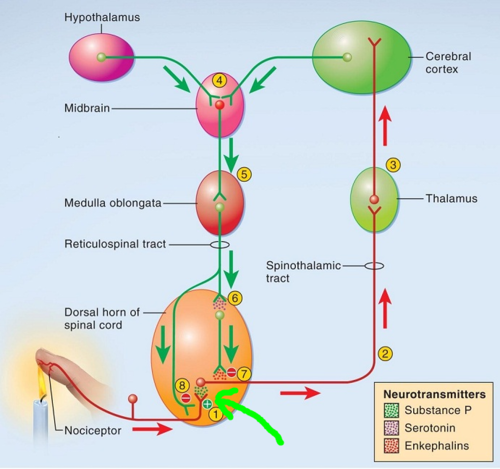 Hypothalamus
4
Cerebral
cortex
Midbrain
3
5
Medulla oblongata
Thalamus
Reticulospinal tract
Spinothalamic
tract
6
Dorsal horn of
spinal cord
2
7
8
1
Neurotransmitters
Substance P
Serotonin
Enkephalins
Nociceptor